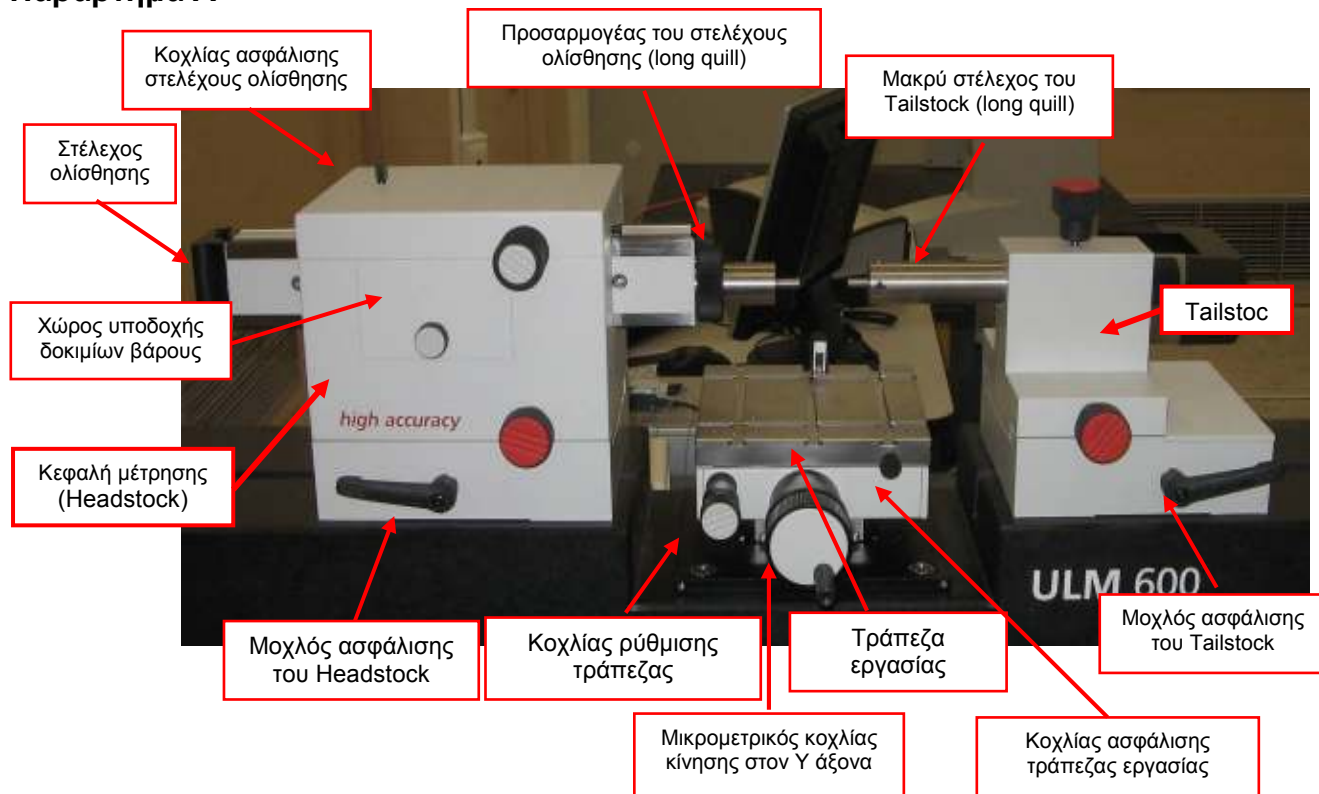 Παράρτημα
Κοχλίας ασφάλισης
στελέχους ολίσθησης
Προσαρμογέας του στελέχους
ολίσθησης (long quill)
Μακρύ στέλεχος του
Tailstock (long quill)
Στέλεχος
ολίσθησης
Χώρος υποδοχής
δοκιμίων βάρους
Tailstoc
high accuracy
Κεφαλή μέτρησης
(Headstock)
ULM 600
Μοχλός ασφάλισης
του Headstock
Κοχλίας ρύθμισης
τράπεζας
Τράπεζα
εργασίας
Μοχλός ασφάλισης
του Tailstock
Μικρομετρικός κοχλίας
κίνησης στον Υ άξονα
Κοχλίας ασφάλισης
τράπεζας εργασίας